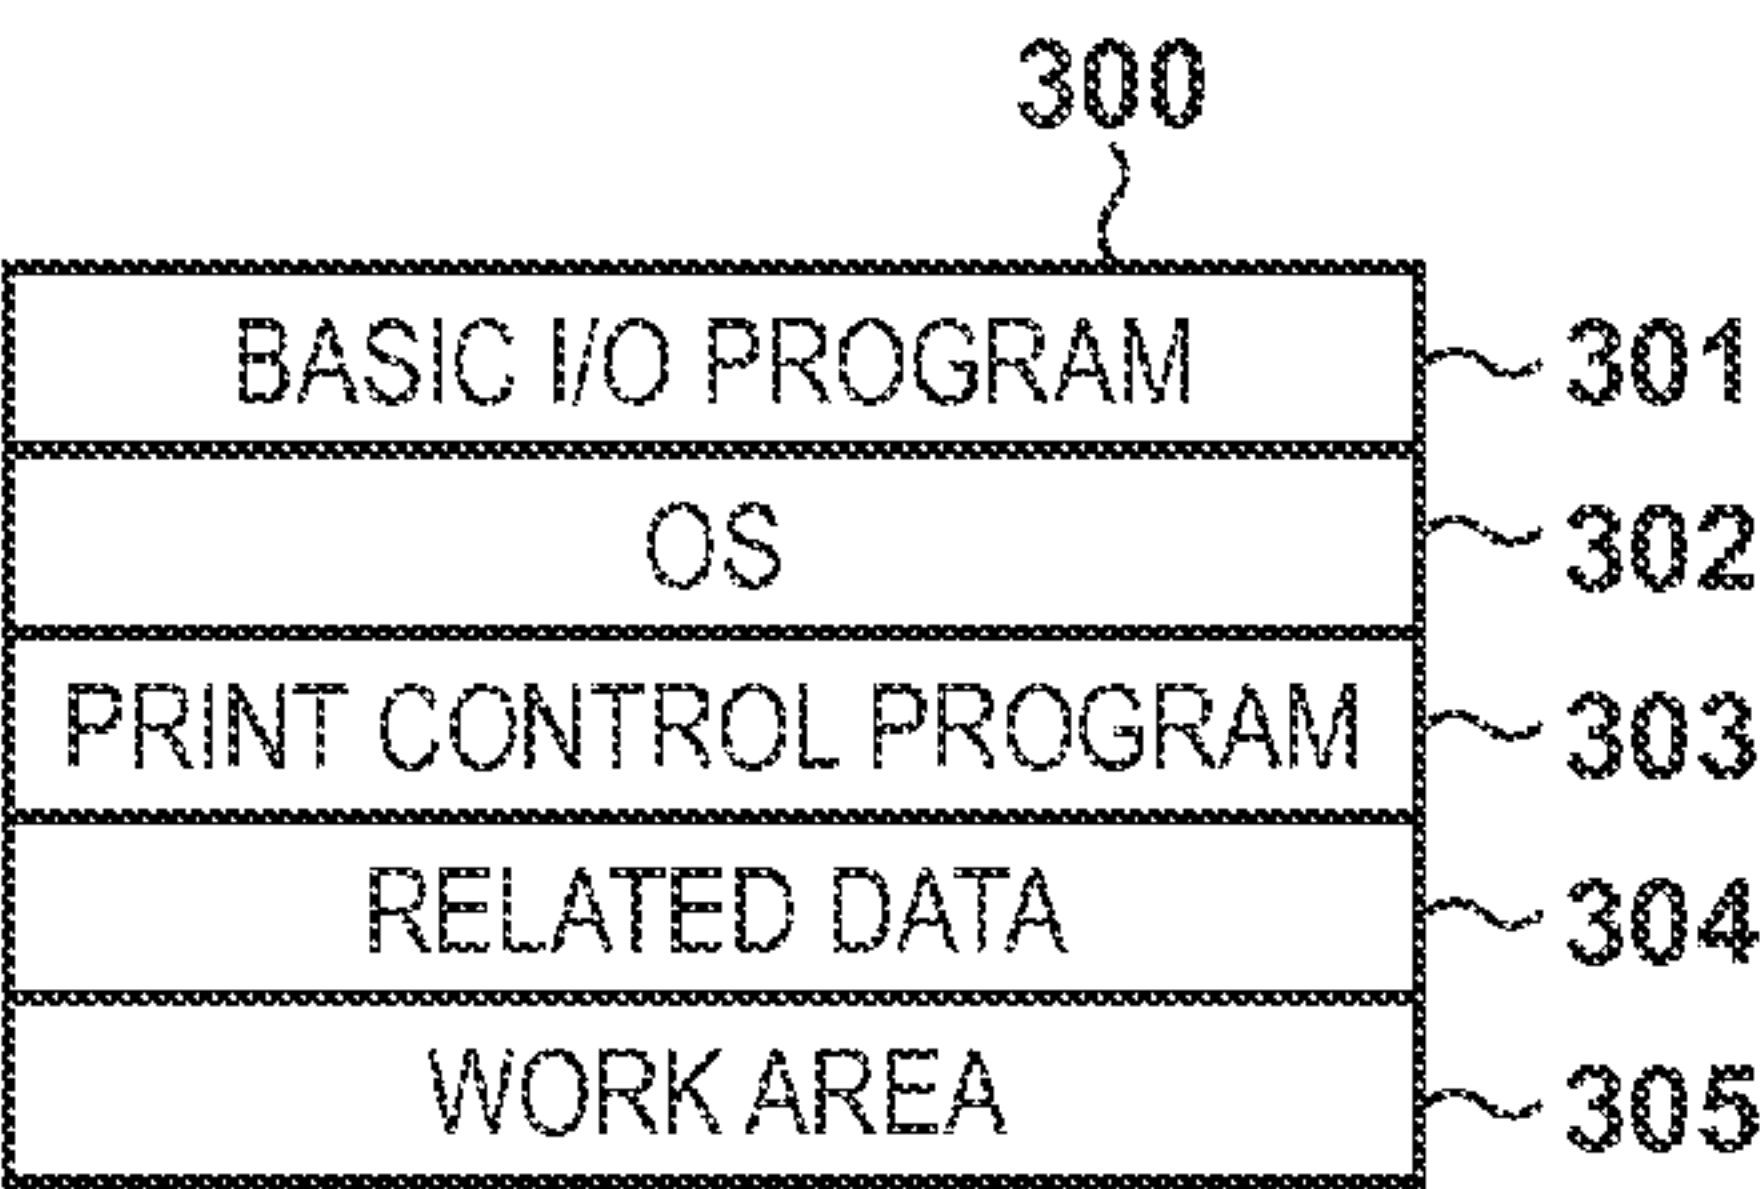 300
BASIC I/O PROGRAM 301
OS 302
PRINT CONTROL PROGRAM 303
RELATED DATA 304
WORK AREA 305